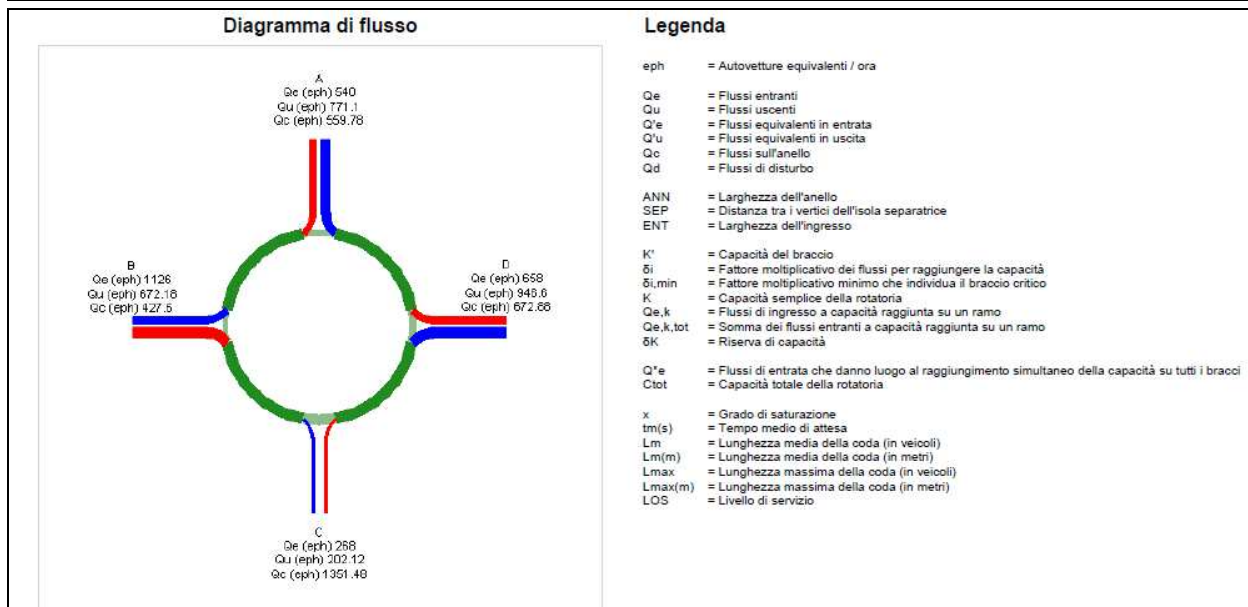 Diagramma di flusso
A
Qe (eph) 540
Qu (eph) 771.1
Qc (eph) 559.78
B
Qe (eph) 1126
Qu (eph) 672.18
Qc (eph) 427.5
D
Qe (eph) 658
Qu (eph) 946.6
Qc (eph) 672.88
C
Qe (eph) 268
Qu (eph) 202.12
Qc (eph) 1351.48
Legenda
eph = Autovetture equivalenti / ora
Qe = Flussi entranti
Qu = Flussi uscenti
Q'e = Flussi equivalenti in entrata
Q'u = Flussi equivalenti in uscita
Qc = Flussi sull'anello
Qd = Flussi di disturbo
ANN = Larghezza dell'anello
SEP = Distanza tra i vertici dell'isola separatrice
ENT = Larghezza dell'ingresso
K' = Capacità del braccio
δi = Fattore moltiplicativo dei flussi per raggiungere la capacità
δi,min = Fattore moltiplicativo minimo che individua il braccio critico
K = Capacità semplice della rotatoria
Qe,k = Flussi di ingresso a capacità raggiunta su un ramo
Qe,k,tot = Somma dei flussi entranti a capacità raggiunta su un ramo
δK = Riserva di capacità
Q"e = Flussi di entrata che danno luogo al raggiungimento simultaneo della capacità su tutti i bracci
Ctot = Capacità totale della rotatoria
x = Grado di saturazione
tm(s) = Tempo medio di attesa
Lm = Lunghezza media della coda (in veicoli)
Lm(m) = Lunghezza media della coda (in metri)
Lmax = Lunghezza massima della coda (in veicoli)
Lmax(m) = Lunghezza massima della coda (in metri)
LOS = Livello di servizio